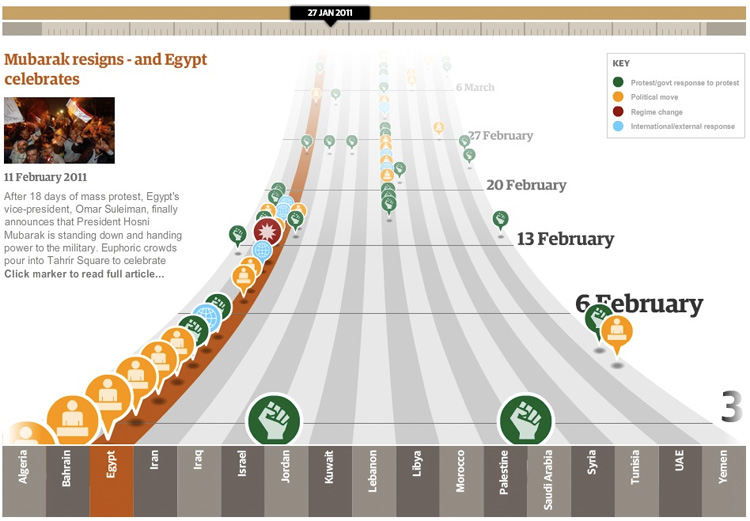 27 JAN 2011
Mubarak resigns - and Egypt
celebrates
11 February 2011
After 18 days of mass protest, Egypt's
vice-president, Omar Suleiman, finally
announces that President Hosni
Mubarak is standing down and handing
power to the military. Euphoric crowds
pour into Tahrir Square to celebrate
Click marker to read full article...
KEY
Protest/govt response to protest
Political move
Regime change
International/external response
6 March
27 February
20 February
13 February
6 February
3
Algeria
Bahrain
Egypt
Iran
Iraq
Israel
Jordan
Kuwait
Lebanon
Libya
Morocco
Palestine
Saudi Arabia
Syria
Tunisia
UAE
Yemen